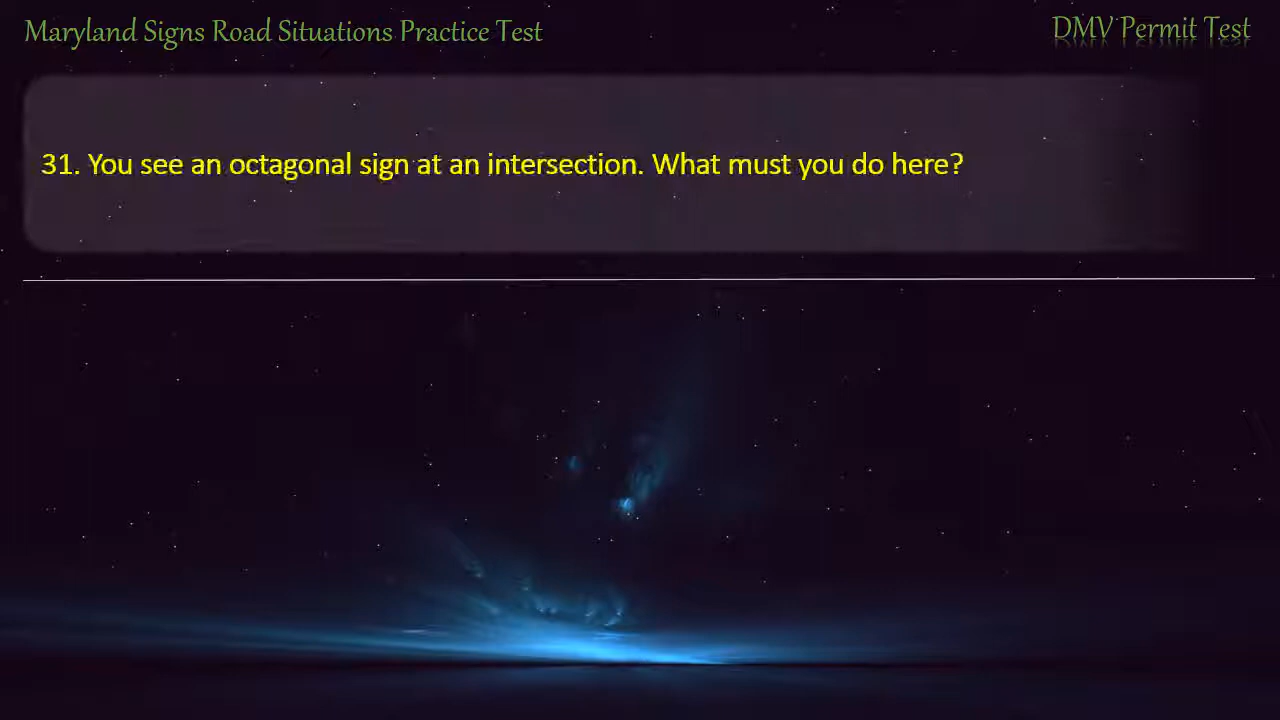 Maryland Signs Road Situations Practice Test
DMV Permit Test
31. You see an octagonal sign at an intersection. What must you do here?